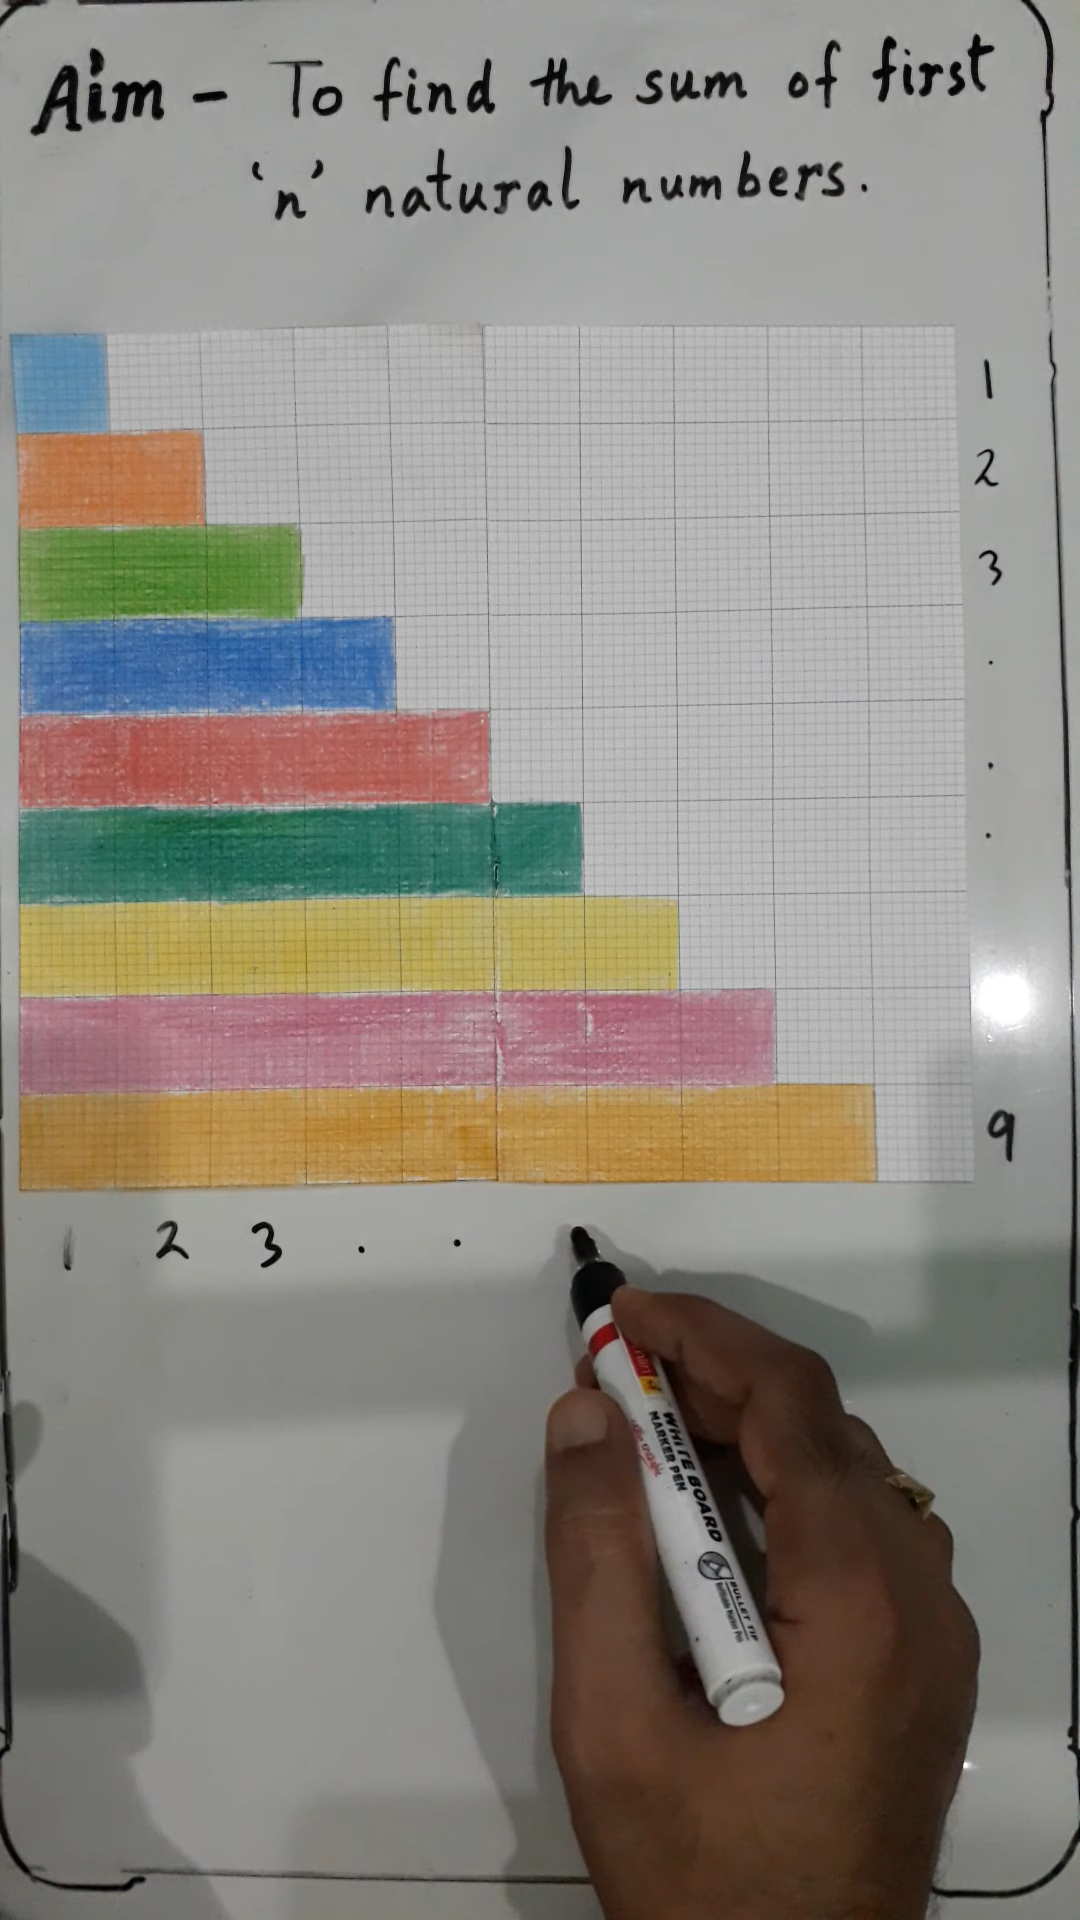 Aim - To find the sum of first
'n' natural numbers.
1
2
3
.
.
.
9
1 2 3 . .
WHITE BOARD
MARKER PEN
BULLET TIP